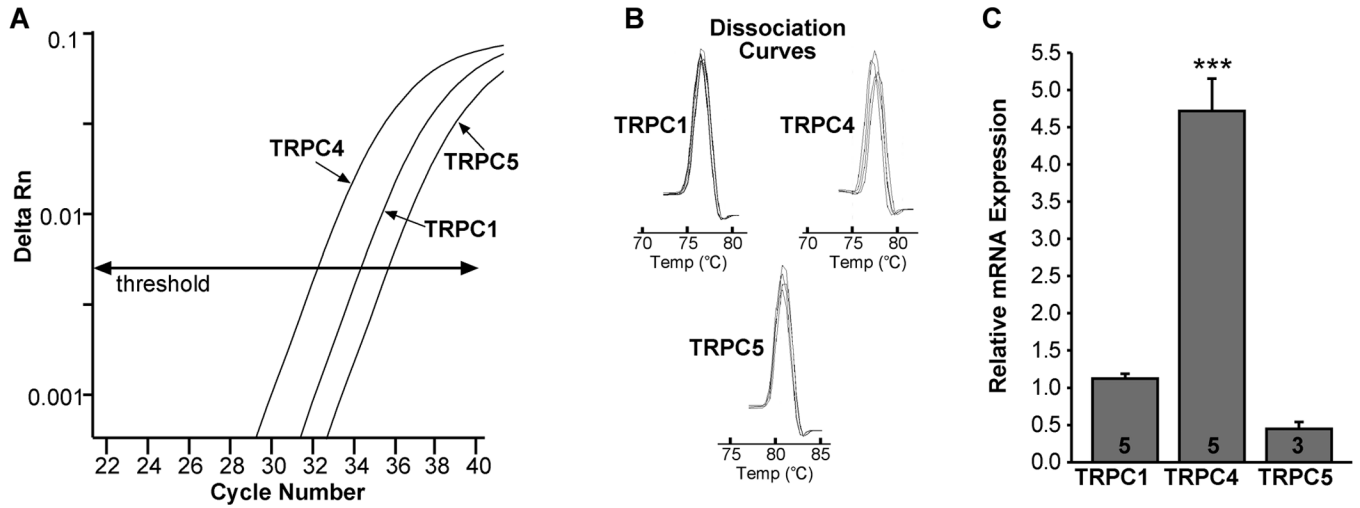 A
0.1
0.01
0.001
Delta Rn
TRPC4
TRPC5
TRPC1
threshold
22 24 26 28 30 32 34 36 38 40
Cycle Number
B
Dissociation
Curves
TRPC1
TRPC4
70 75 80
Temp (°C)
70 75 80
Temp (°C)
TRPC5
75 80 85
Temp (°C)
C
Relative mRNA Expression
5.5
5.0
4.5
4.0
3.5
3.0
2.5
2.0
1.5
1.0
0.5
0.0
***
5 5 3
TRPC1 TRPC4 TRPC5